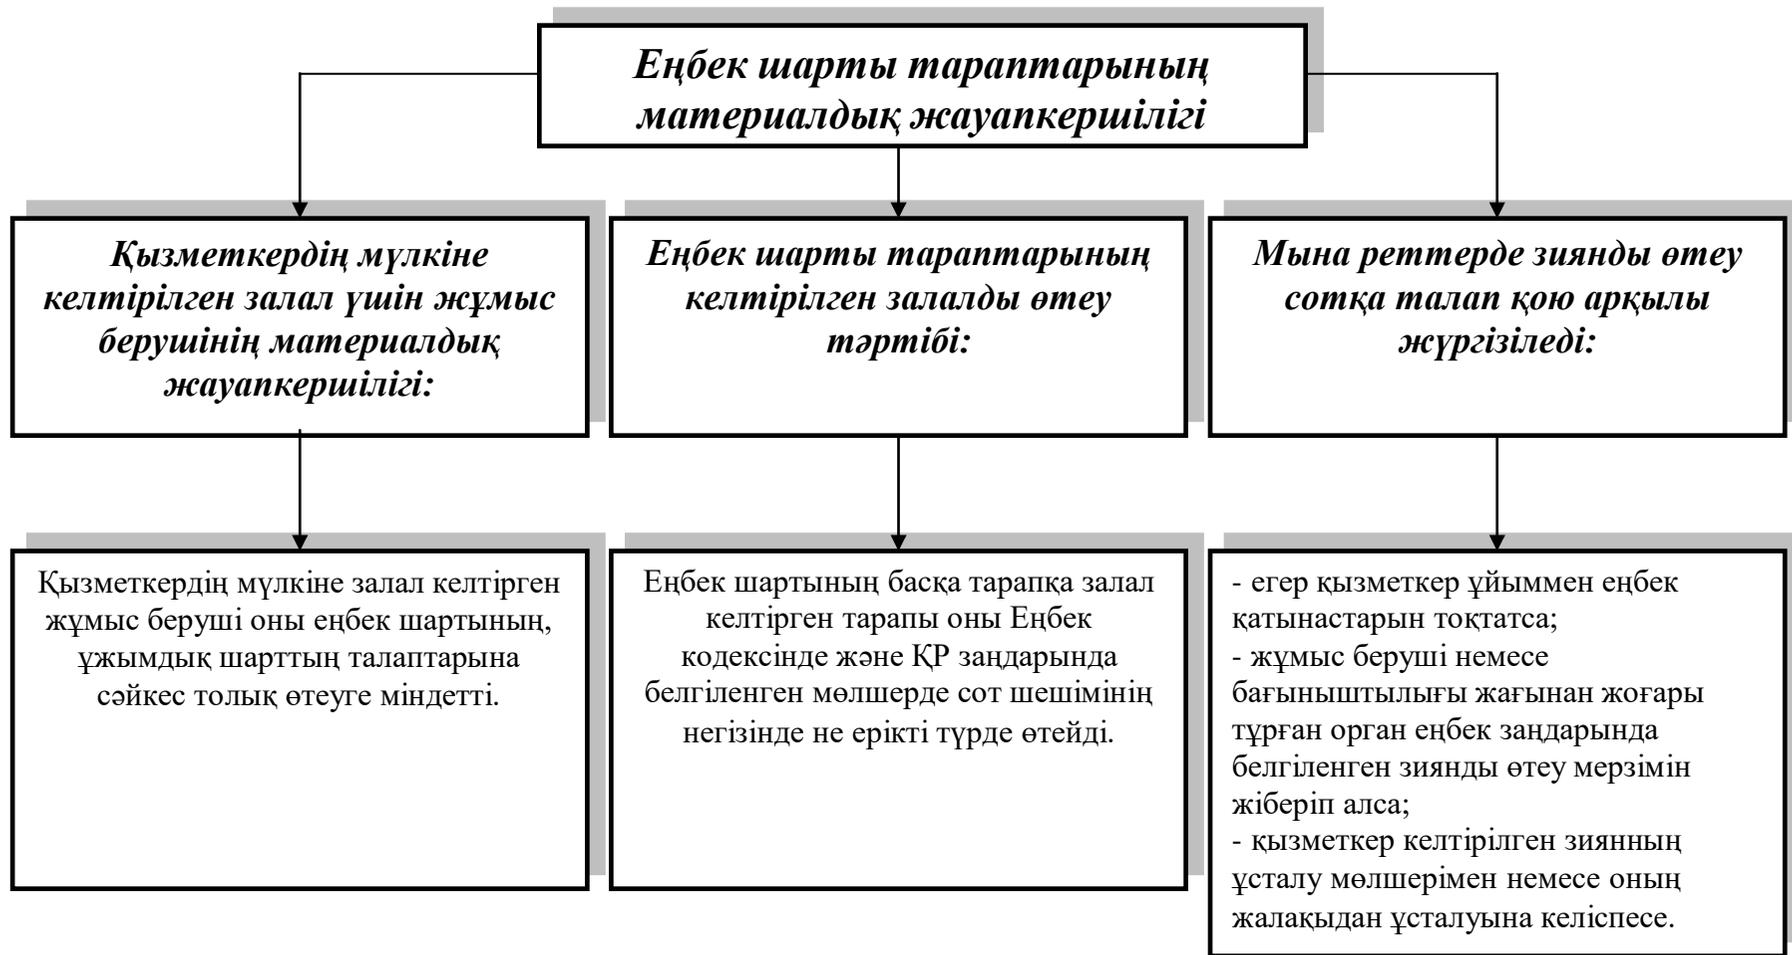 Еңбек шарты тараптарының
материалдық жауапкершілігі
Қызметкердің мүлкіне
келтірілген залал үшін жұмыс
берушінің материалдық
жауапкершілігі:
Еңбек шарты тараптарының
келтірілген залалды өтеу
тәртібі:
Мына реттерде зиянды өтеу
сотқа талап қою арқылы
жүргізіледі:
Қызметкердің мүлкіне залал келтірген
жұмыс беруші оны еңбек шартының,
ұжымдық шарттың талаптарына
сәйкес толық өтеуге міндетті.
Еңбек шартының басқа тарапқа залал
келтірген тарапы оны Еңбек
кодексінде және ҚР заңдарында
белгіленген мөлшерде сот шешімінің
негізінде не ерікті түрде өтейді.
- егер қызметкер ұйыммен еңбек
қатынастарын тоқтатса;
- жұмыс беруші немесе
бағыныштылығы жағынан жоғары
тұрған орган еңбек заңдарында
белгіленген зиянды өтеу мерзімін
жіберіп алса;
- қызметкер келтірілген зиянның
ұсталу мөлшерімен немесе оның
жалақыдан ұсталуына келіспесе.